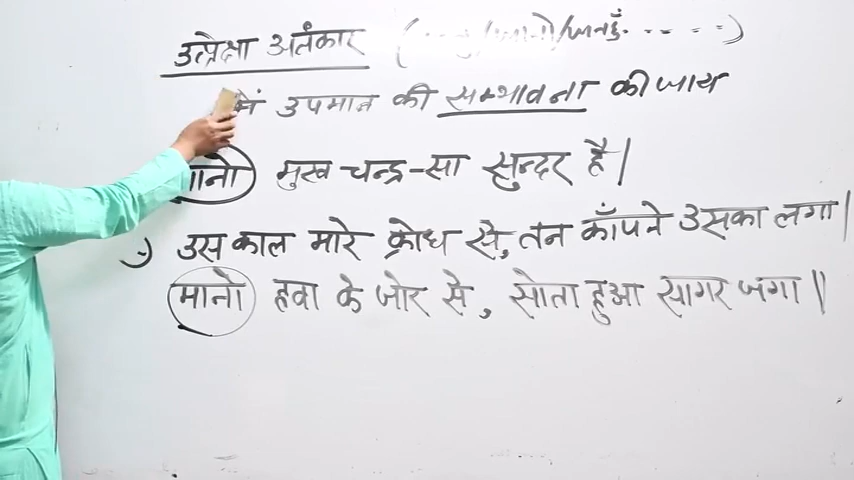 उत्प्रेक्षा अलंकार
में उपमान की सम्भावना की जाय
मानो मुख चन्द्र-सा सुन्दर है|
उस काल मारे क्रोध से, तन काँपने उसका लगा|
मानो हवा के जोर से, सोता हुआ सागर जगा||